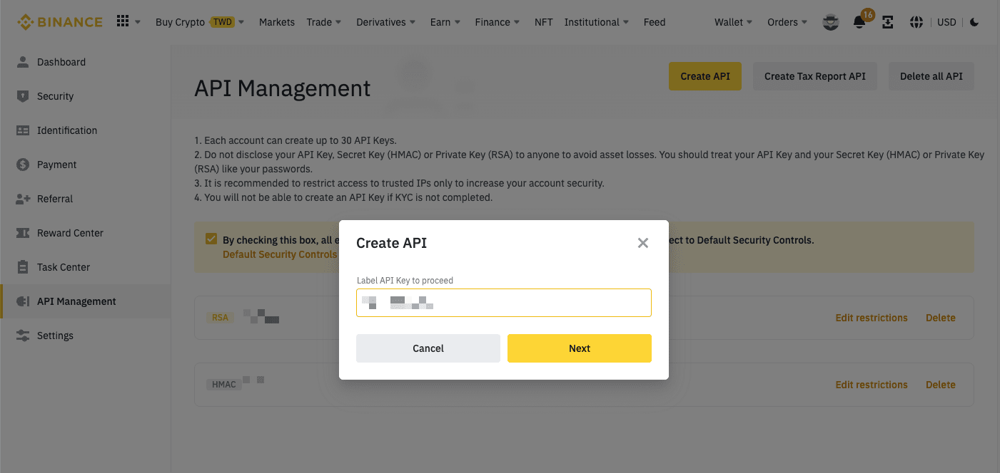 BINANCE
Buy Crypto TWD
Markets
Trade
Derivatives
Earn
Finance
NFT
Institutional
Feed
Wallet
Orders
16
USD
Dashboard
Security
Identification
Payment
Referral
Reward Center
Task Center
API Management
Settings
API Management
Create API
Create Tax Report API
Delete all API
1. Each account can create up to 30 API Keys.
2. Do not disclose your API Key, Secret Key (HMAC) or Private Key (RSA) to anyone to avoid asset losses. You should treat your API Key and your Secret Key (HMAC) or Private Key
(RSA) like your passwords.
3. It is recommended to restrict access to trusted IPs only to increase your account security.
4. You will not be able to create an API Key if KYC is not completed.
By checking this box, all e
ect to Default Security Controls.
Default Security Controls
RSA
Edit restrictions
Delete
HMAC
Edit restrictions
Delete
Create API
Label API Key to proceed
Cancel
Next